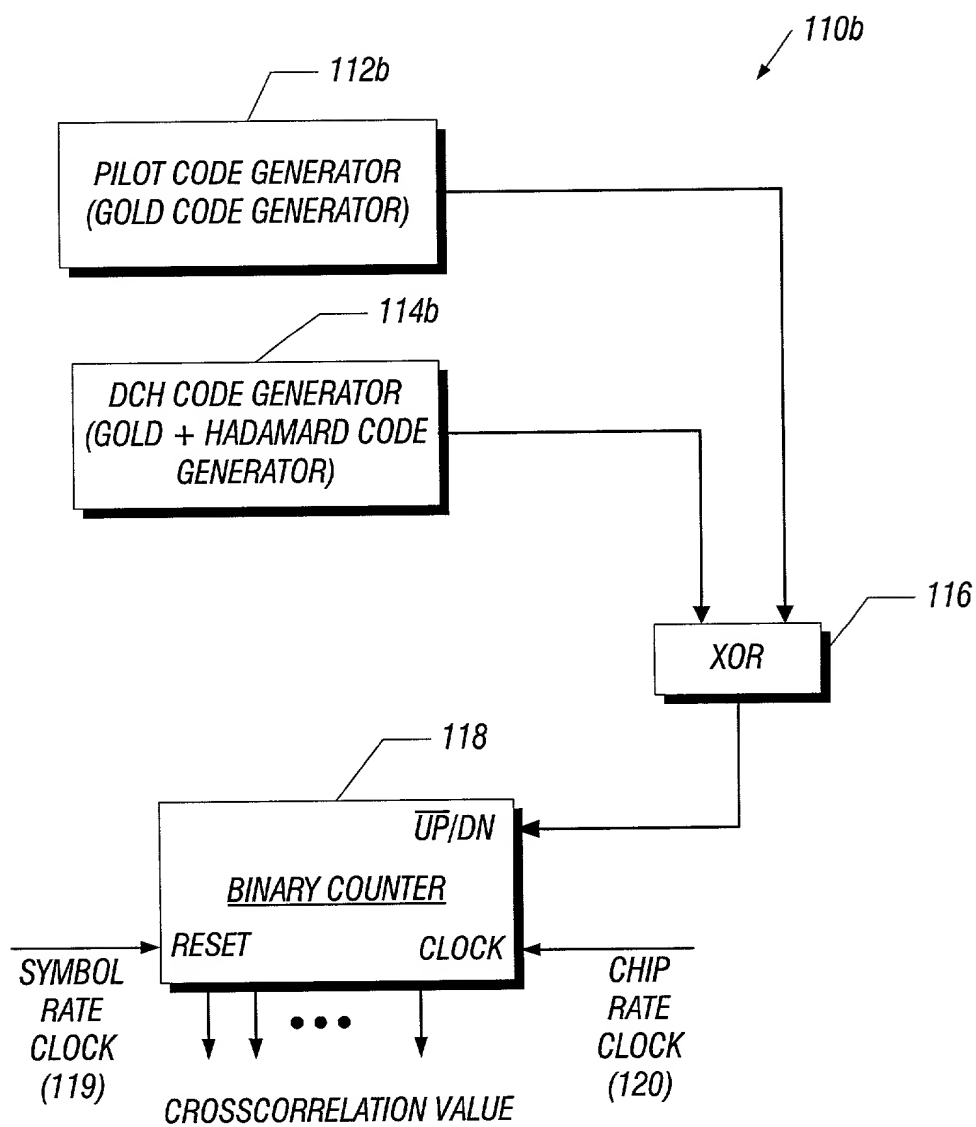 110b
112b
PILOT CODE GENERATOR
(GOLD CODE GENERATOR)
114b
DCH CODE GENERATOR
(GOLD + HADAMARD CODE
GENERATOR)
116
XOR
118
U̅P̅/DN
BINARY COUNTER
RESET
CLOCK
SYMBOL
RATE
CLOCK
(119)
CHIP
RATE
CLOCK
(120)
CROSSCORRELATION VALUE